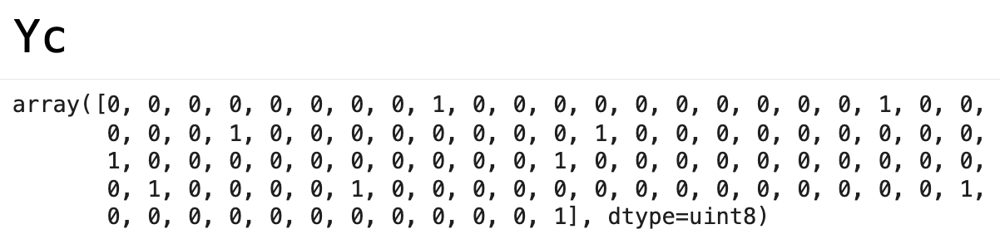 Yc
array([0, 0, 0, 0, 0, 0, 0, 0, 1, 0, 0, 0, 0, 0, 0, 0, 0, 0, 0, 1, 0, 0,
0, 0, 0, 1, 0, 0, 0, 0, 0, 0, 0, 0, 1, 0, 0, 0, 0, 0, 0, 0, 0, 0,
1, 0, 0, 0, 0, 0, 0, 0, 0, 0, 0, 1, 0, 0, 0, 0, 0, 0, 0, 0, 0, 0,
0, 1, 0, 0, 0, 0, 1, 0, 0, 0, 0, 0, 0, 0, 0, 0, 0, 0, 0, 0, 0, 1,
0, 0, 0, 0, 0, 0, 0, 0, 0, 0, 0, 1], dtype=uint8)